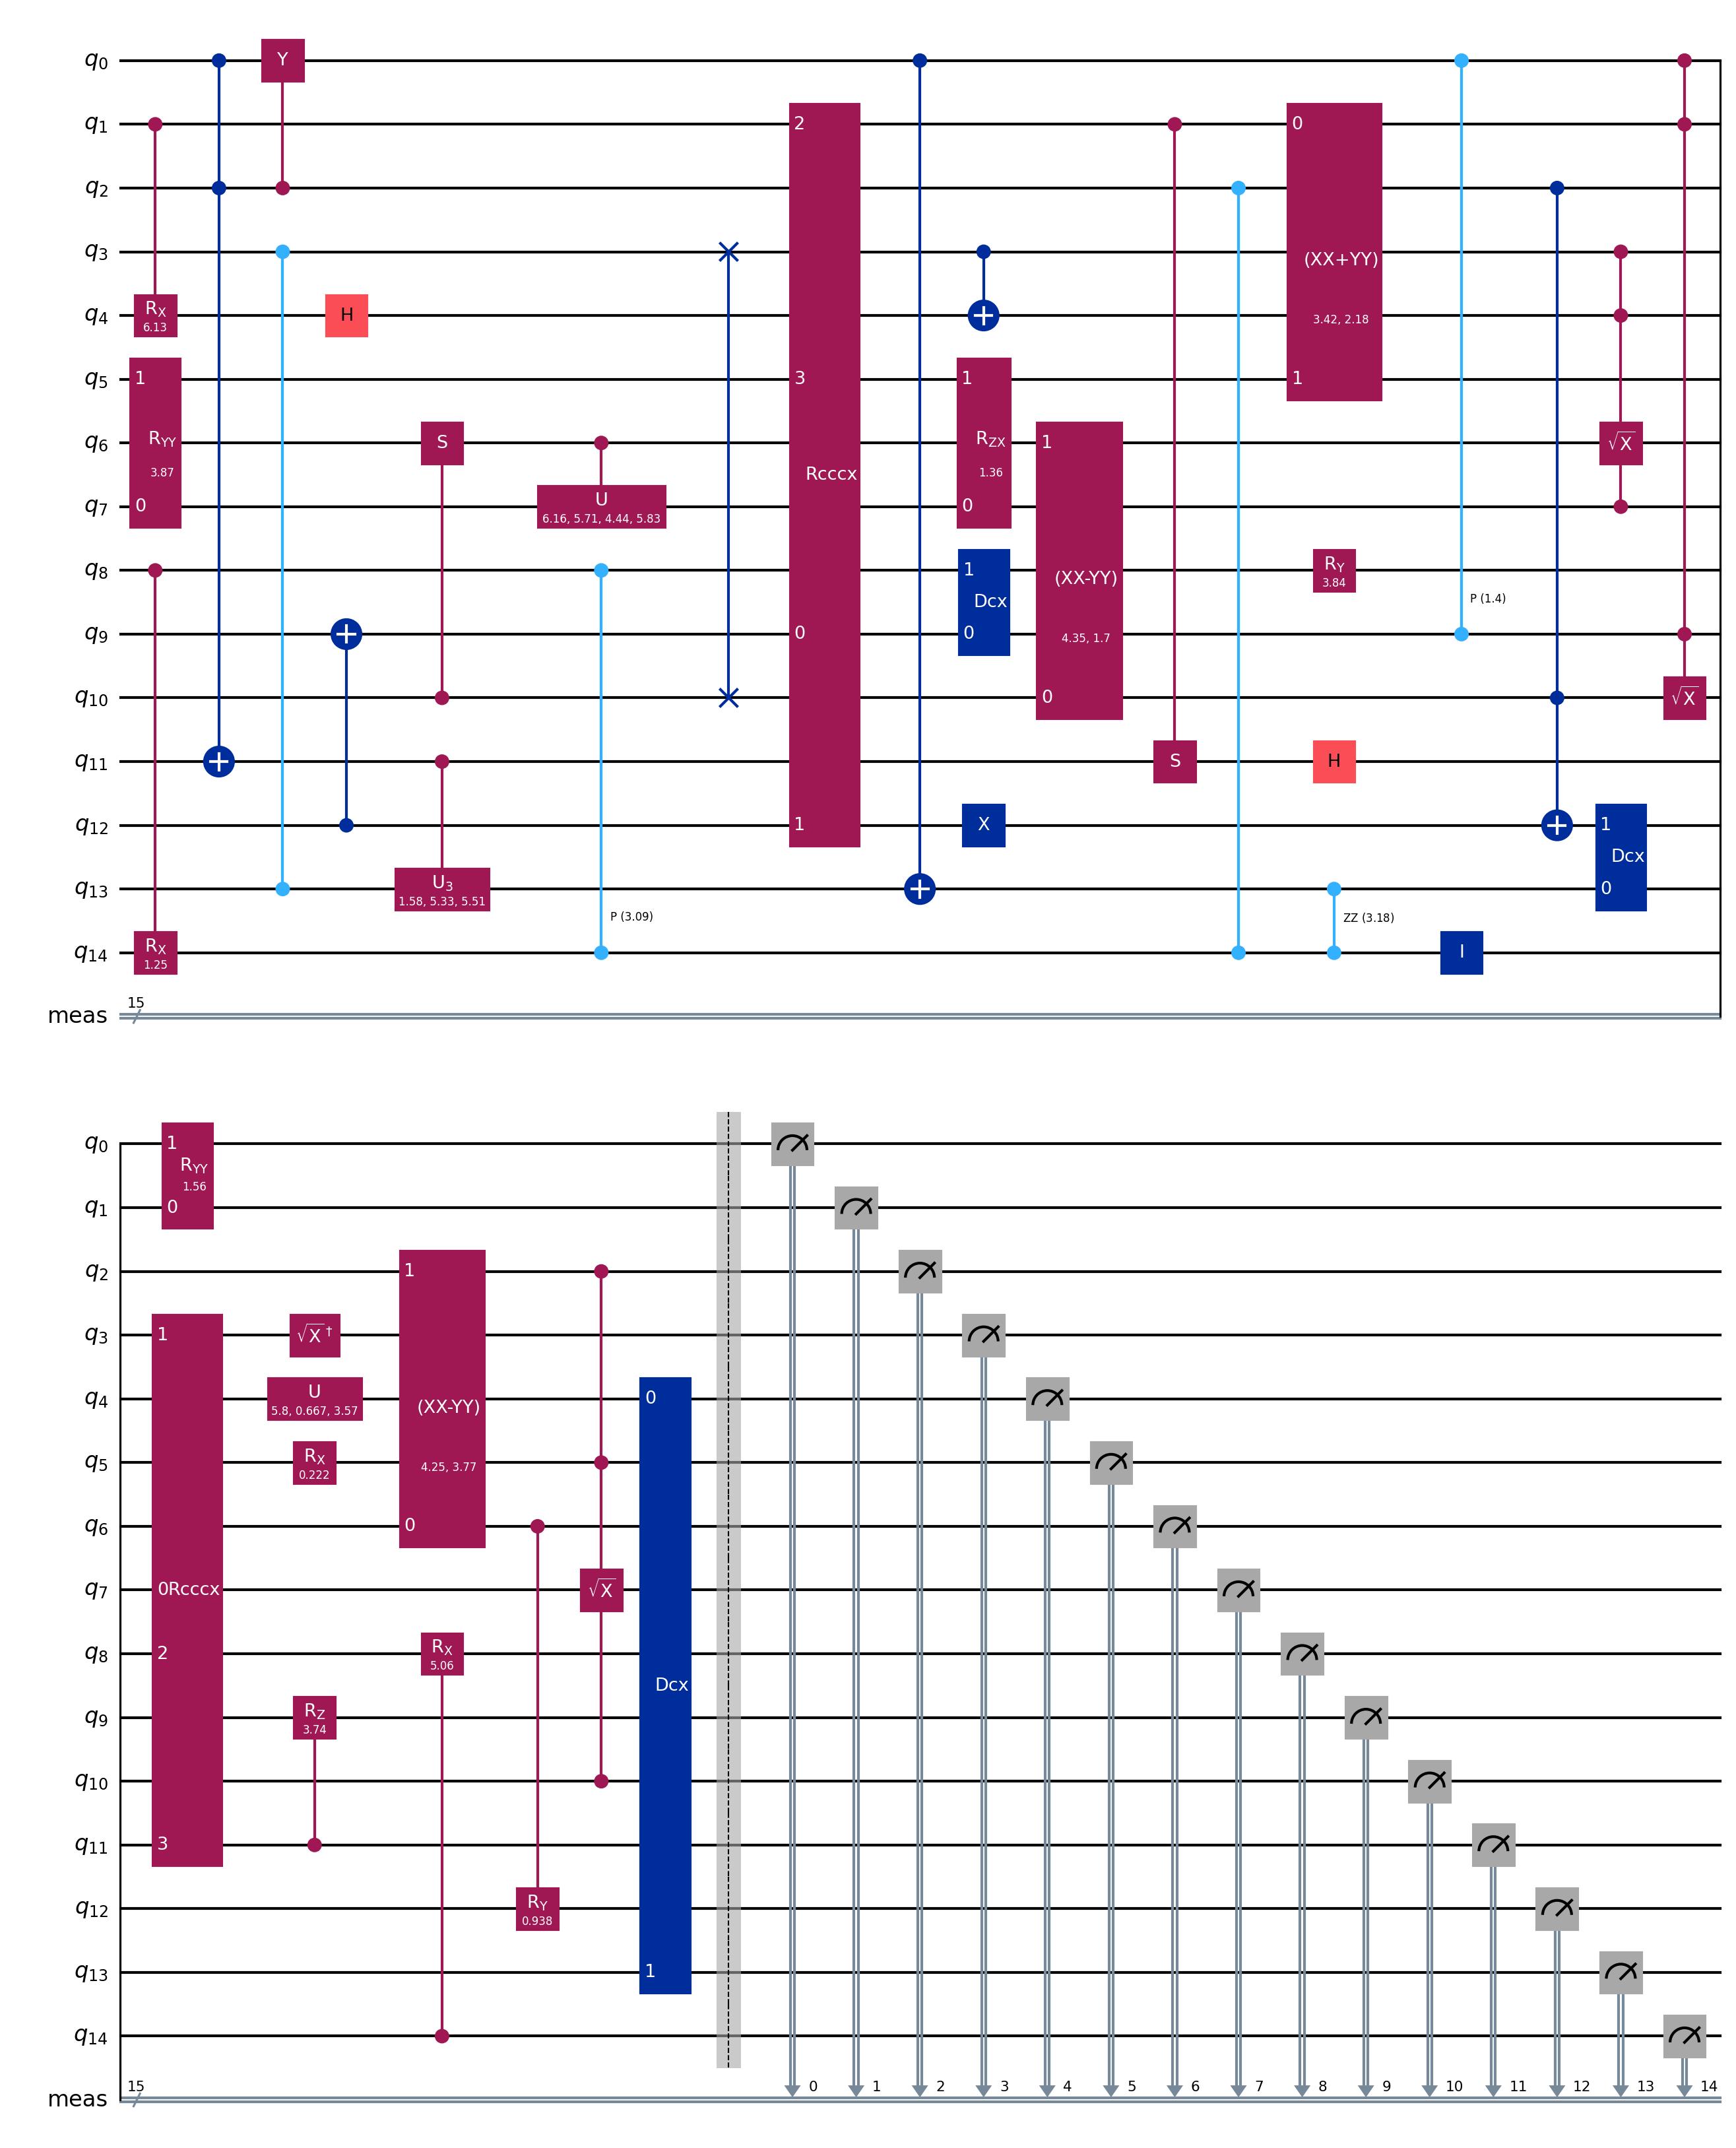 q0 Y
q1 2 0
q2
q3 (XX+YY)
q4 RX 6.13 H 3.42, 2.18
q5 1 3 1 1
q6 RYY 3.87 S Rcccx RZX 1.36 1 √X
q7 0 U 6.16, 5.71, 4.44, 5.83 0
q8 1 Dcx (XX-YY) RY 3.84 P (1.4)
q9 0 0 4.35, 1.7
q10 0 √X
q11 S H
q12 1 X 1 Dcx
q13 U3 1.58, 5.33, 5.51 P (3.09) ZZ (3.18) 0
q14 RX 1.25 I
meas 15
q0 1 RYY 1.56
q1 0
q2 1
q3 1 √X†
q4 U 5.8, 0.667, 3.57 (XX-YY) 0
q5 RX 0.222 4.25, 3.77
q6 0
q7 0 Rcccx √X
q8 2 RX 5.06 Dcx
q9 RZ 3.74
q10
q11 3
q12 RY 0.938
q13 1
q14
meas 15 0 1 2 3 4 5 6 7 8 9 10 11 12 13 14